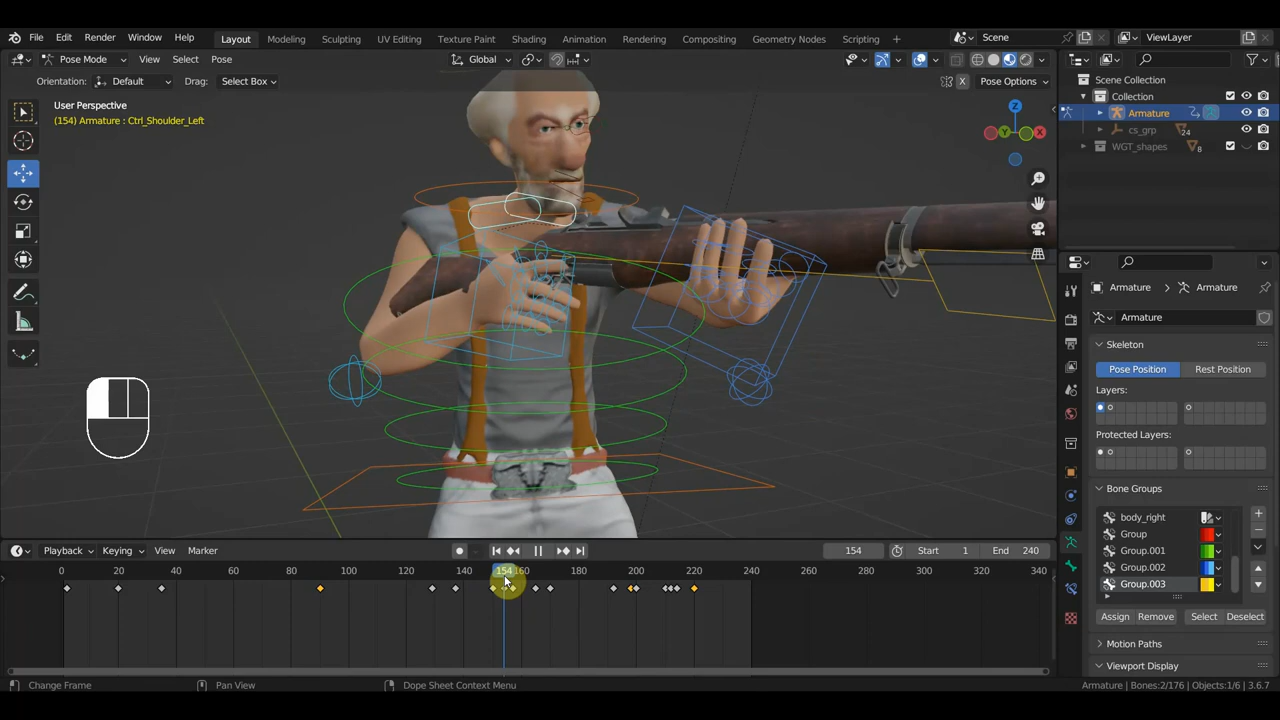 File Edit Render Window Help Layout Modeling Sculpting UV Editing Texture Paint Shading Animation Rendering Compositing Geometry Nodes Scripting + Scene ViewLayer
Pose Mode View Select Pose Global Pose Options
Orientation: Default Drag: Select Box X
User Perspective
(154) Armature : Ctrl_Shoulder_Left
Z
Y X
Scene Collection
Collection
Armature
cs_grp 24
WGT_shapes 8
Armature > Armature
Armature
Skeleton
Pose Position Rest Position
Layers:
Protected Layers:
Bone Groups
body_right
Group
Group.001
Group.002
Group.003
Assign Remove Select Deselect
Motion Paths
Viewport Display
Playback Keying View Marker 154 Start 1 End 240
0 20 40 60 80 100 120 140 154 160 180 200 220 240 260 280 300 320 340
Change Frame Pan View Dope Sheet Context Menu Armature | Bones:2/176 | Objects:1/6 | 3.6.7